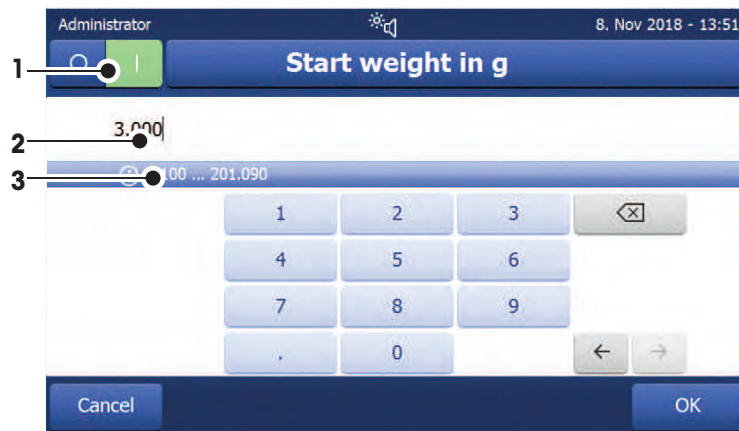 Administrator 8. Nov 2018 - 13:51
1
O I Start weight in g
2
3.000
3
100 ... 201.090
1 2 3
4 5 6
7 8 9
. 0 ← →
Cancel OK